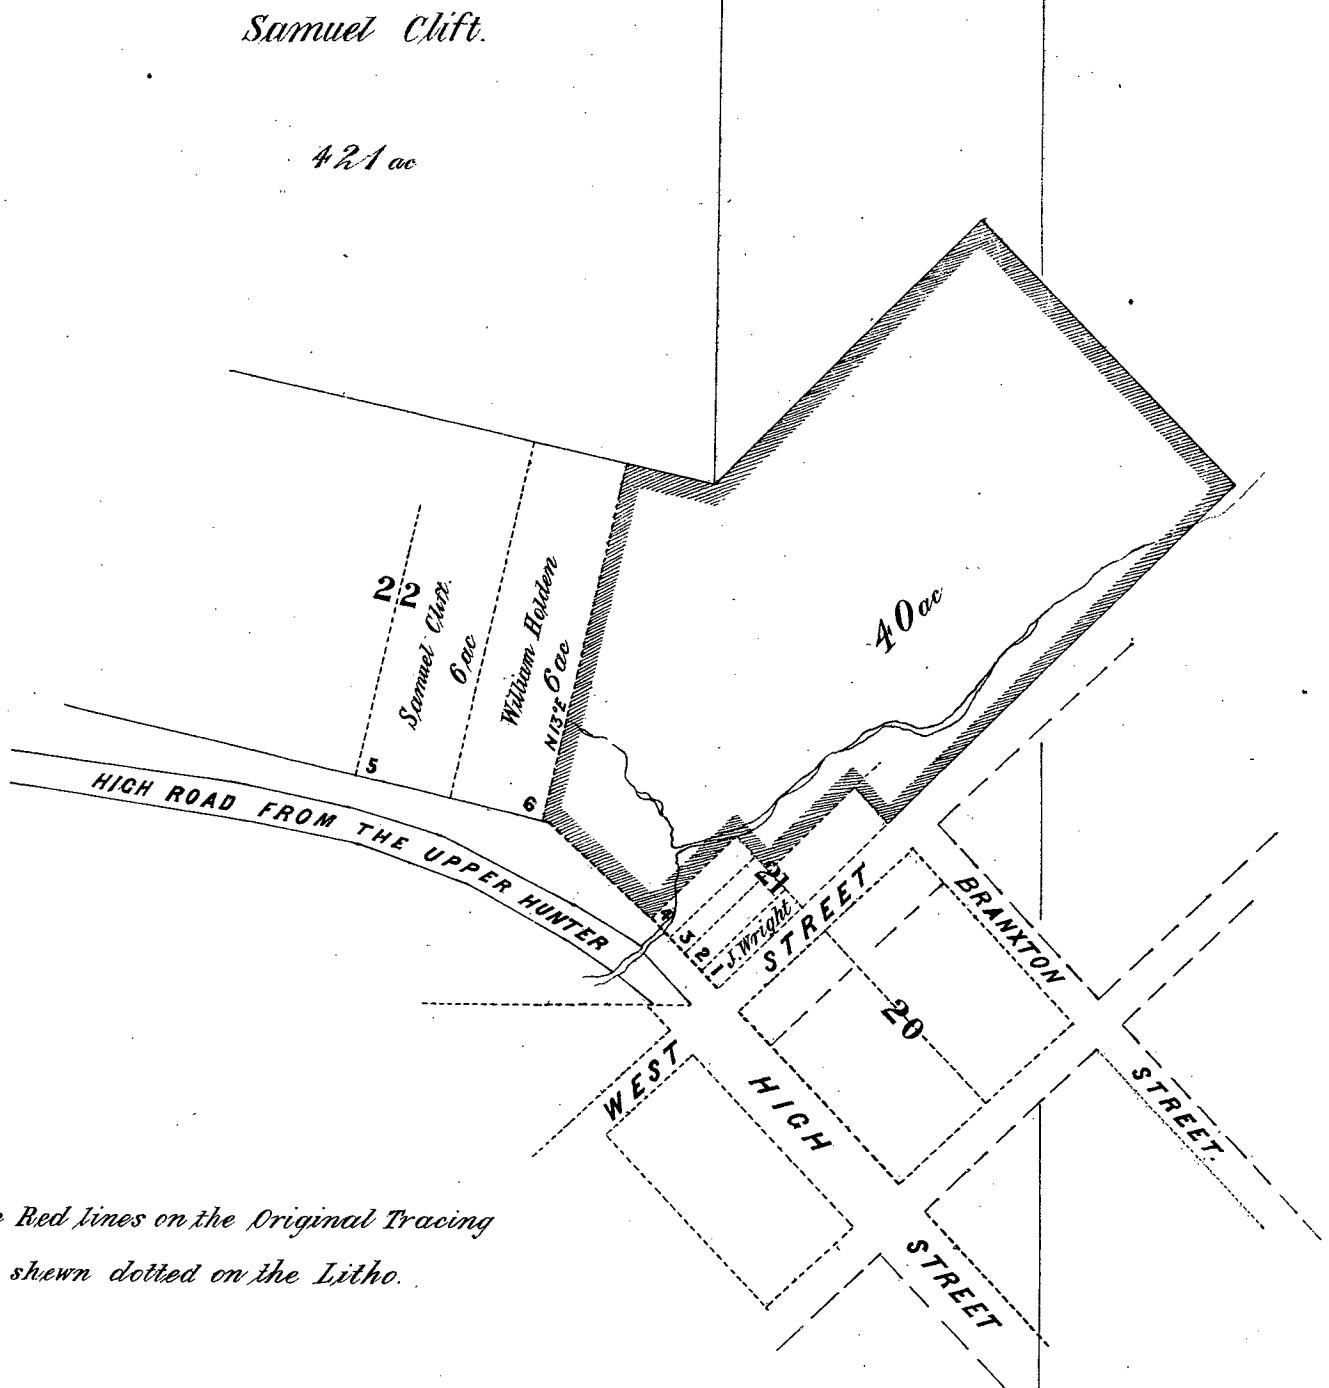 Samuel Clift.
421 ac
22
Samuel Clift.
6 ac
William Holden
6 ac
N13°E
40 ac
5
6
HIGH ROAD FROM THE UPPER HUNTER
4
3
2
1
J. Wright
21
WEST STREET
BRANXTON STREET.
20
HIGH STREET
Red lines on the Original Tracing
shewn dotted on the Litho.